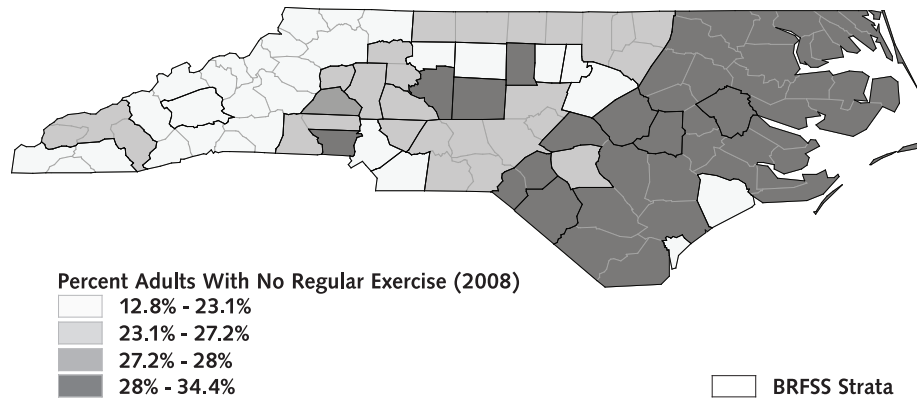 Percent Adults With No Regular Exercise (2008)
12.8% - 23.1%
23.1% - 27.2%
27.2% - 28%
28% - 34.4%
BRFSS Strata